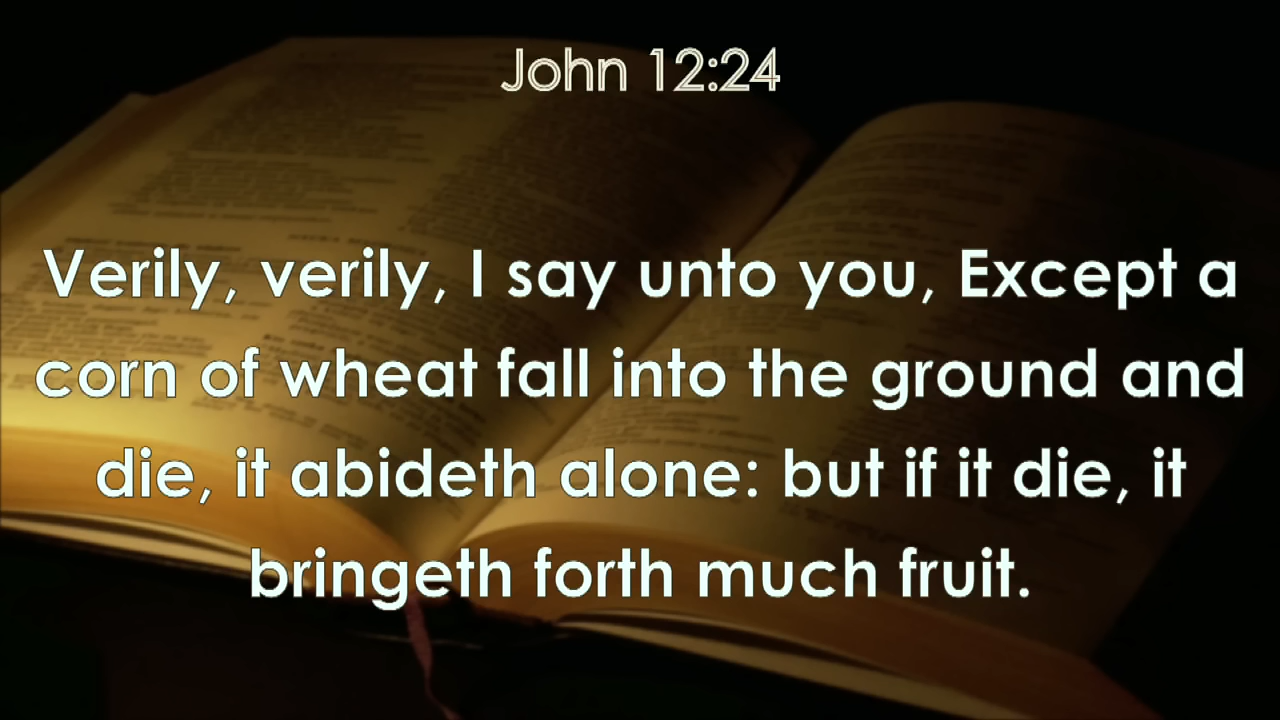 John 12:24
Verily, verily, I say unto you, Except a
corn of wheat fall into the ground and
die, it abideth alone: but if it die, it
bringeth forth much fruit.